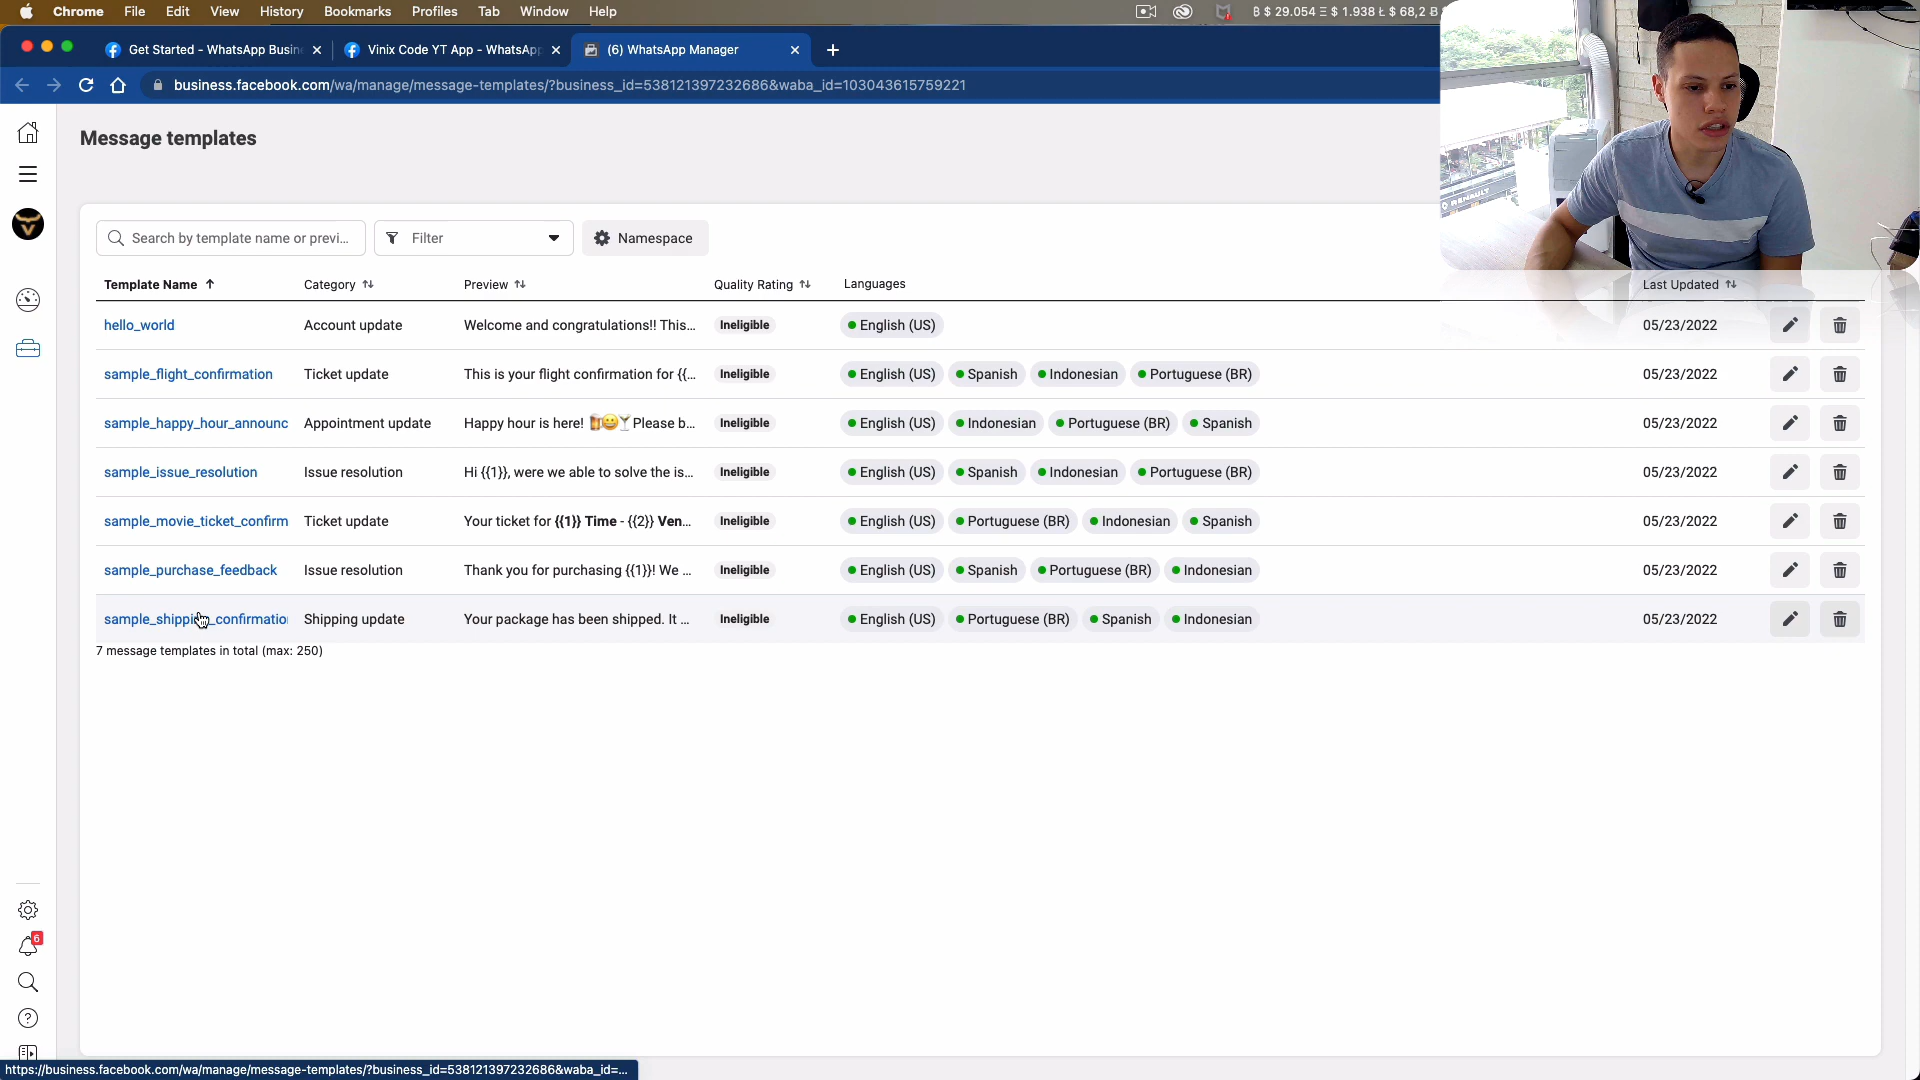 Chrome File Edit View History Bookmarks Profiles Tab Window Help
Ƀ $ 29.054 Ξ $ 1.938 Ł $ 68,2 Ƀ
Get Started - WhatsApp Busin
Vinix Code YT App - WhatsAp
(6) WhatsApp Manager
business.facebook.com/wa/manage/message-templates/?business_id=538121397232686&waba_id=103043615759221
Message templates
Search by template name or previ...
Filter
Namespace
Template Name Category Preview Quality Rating Languages Last Updated
hello_world Account update Welcome and congratulations!! This... Ineligible English (US) 05/23/2022
sample_flight_confirmation Ticket update This is your flight confirmation for {{... Ineligible English (US) Spanish Indonesian Portuguese (BR) 05/23/2022
sample_happy_hour_announc Appointment update Happy hour is here! 🍺😀🍸 Please b... Ineligible English (US) Indonesian Portuguese (BR) Spanish 05/23/2022
sample_issue_resolution Issue resolution Hi {{1}}, were we able to solve the is... Ineligible English (US) Spanish Indonesian Portuguese (BR) 05/23/2022
sample_movie_ticket_confirm Ticket update Your ticket for {{1}} Time - {{2}} Ven... Ineligible English (US) Portuguese (BR) Indonesian Spanish 05/23/2022
sample_purchase_feedback Issue resolution Thank you for purchasing {{1}}! We ... Ineligible English (US) Spanish Portuguese (BR) Indonesian 05/23/2022
sample_shipping_confirmatio Shipping update Your package has been shipped. It ... Ineligible English (US) Portuguese (BR) Spanish Indonesian 05/23/2022
7 message templates in total (max: 250)
6
https://business.facebook.com/wa/manage/message-templates/?business_id=538121397232686&waba_id=...
RENAULT